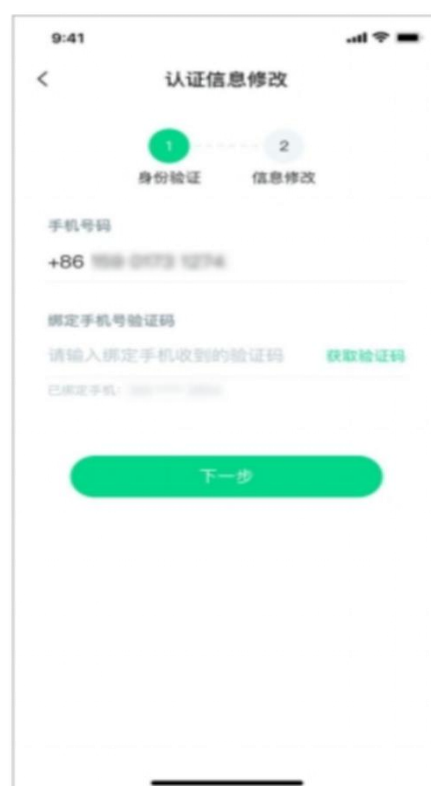 9:41
认证信息修改
1
2
身份验证
信息修改
手机号码
+86
绑定手机号验证码
请输入绑定手机收到的验证码 获取验证码
已绑定手机:
下一步